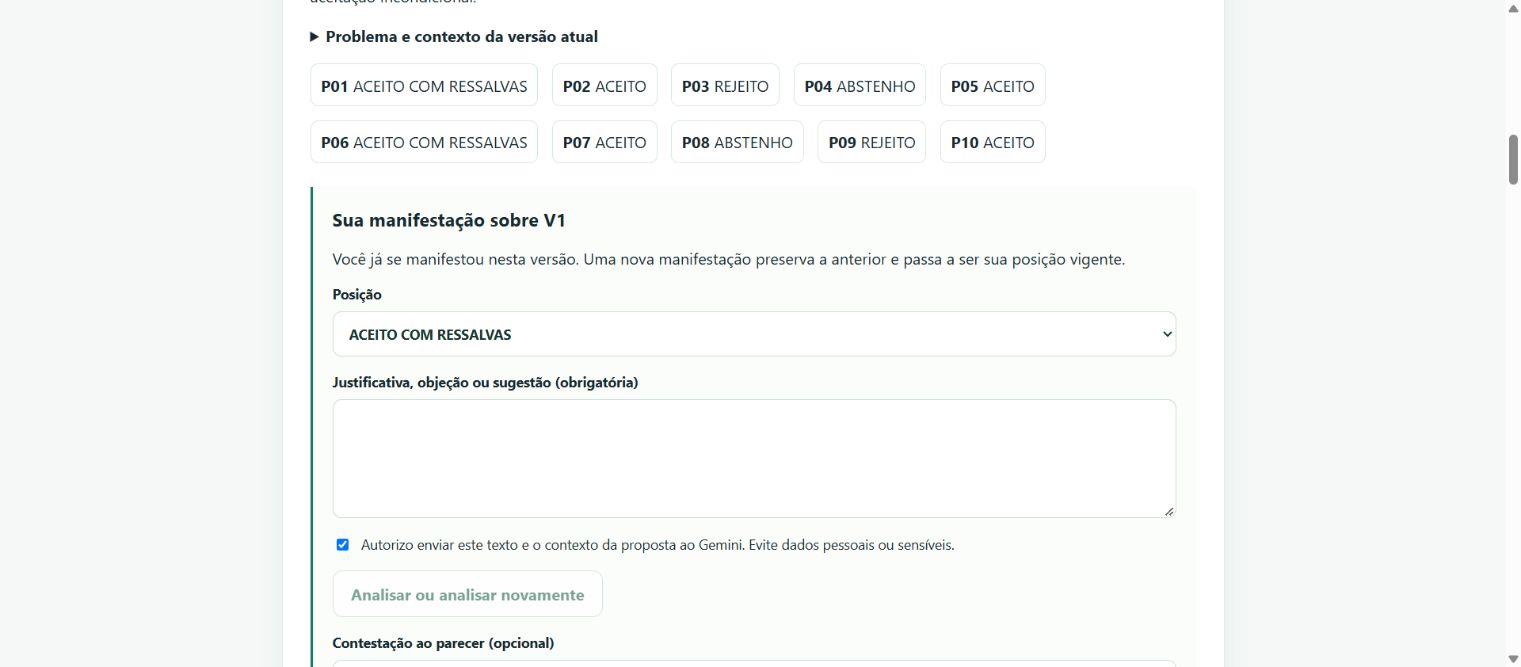 aceitação incondicional.
▶ Problema e contexto da versão atual
P01 ACEITO COM RESSALVAS P02 ACEITO P03 REJEITO P04 ABSTENHO P05 ACEITO
P06 ACEITO COM RESSALVAS P07 ACEITO P08 ABSTENHO P09 REJEITO P10 ACEITO
Sua manifestação sobre V1
Você já se manifestou nesta versão. Uma nova manifestação preserva a anterior e passa a ser sua posição vigente.
Posição
ACEITO COM RESSALVAS
Justificativa, objeção ou sugestão (obrigatória)
Autorizo enviar este texto e o contexto da proposta ao Gemini. Evite dados pessoais ou sensíveis.
Analisar ou analisar novamente
Contestação ao parecer (opcional)